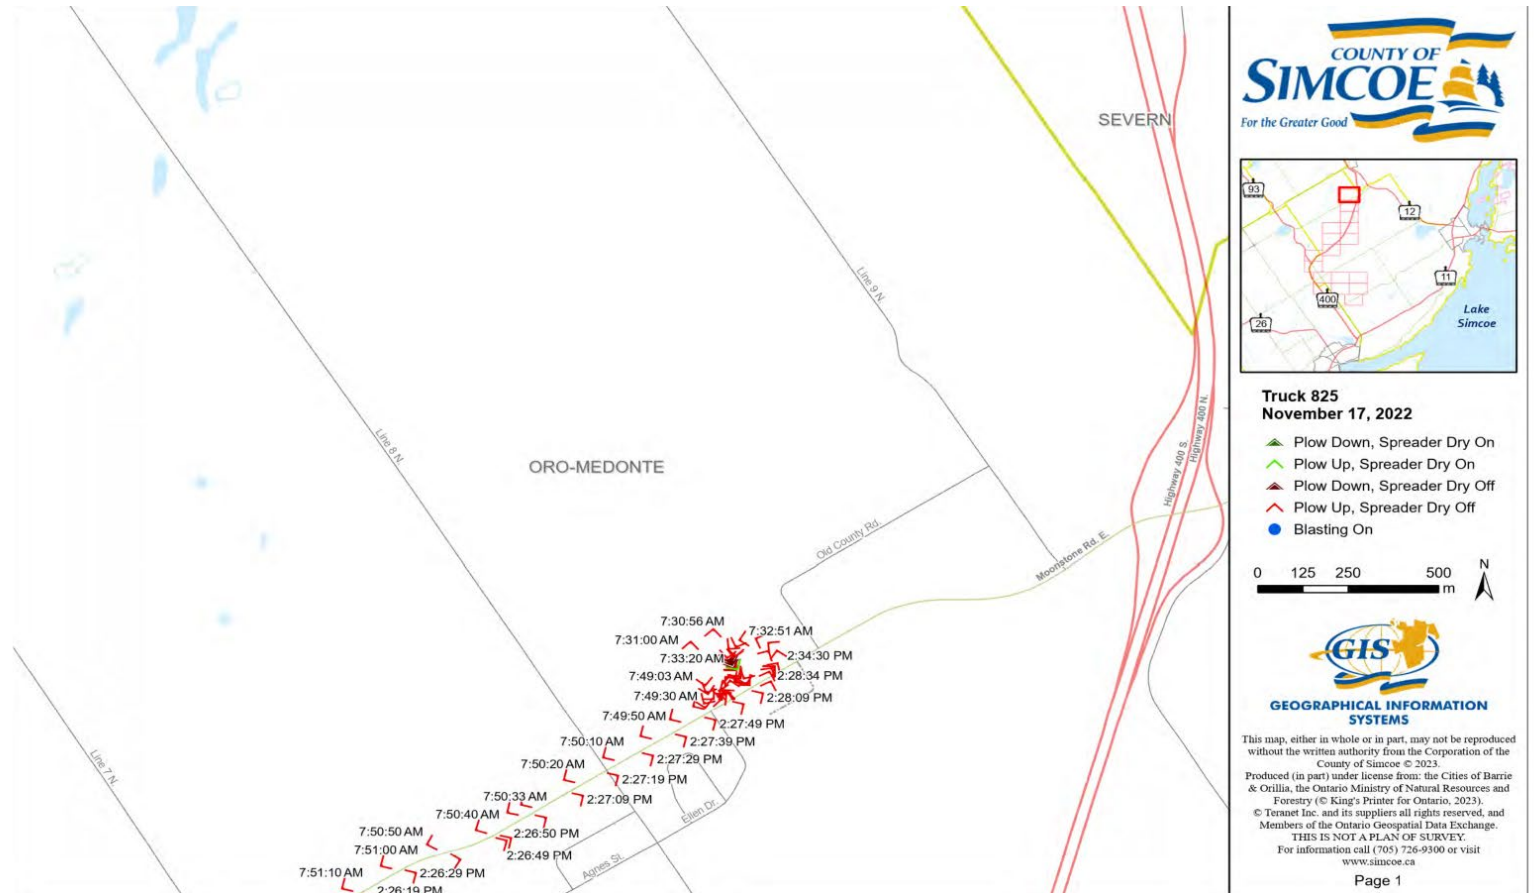 SEVERN
Line 9 N.
Line 8 N.
ORO-MEDONTE
Highway 400 N.
Highway 400 S.
Old County Rd.
Moonstone Rd. E.
Line 7 N.
7:30:56 AM
7:32:51 AM
7:31:00 AM
7:33:20 AM
2:34:30 PM
7:49:03 AM
2:28:34 PM
7:49:30 AM
2:28:09 PM
7:49:50 AM
2:27:49 PM
7:50:10 AM
2:27:39 PM
7:50:20 AM
2:27:29 PM
2:27:19 PM
7:50:33 AM
2:27:09 PM
Ellen Dr.
7:50:40 AM
7:50:50 AM
2:26:50 PM
7:51:00 AM
2:26:49 PM
Agnes St.
7:51:10 AM
2:26:29 PM
2:26:19 PM
COUNTY OF
SIMCOE
For the Greater Good
93
12
11
400
26
Lake
Simcoe
Truck 825
November 17, 2022
Plow Down, Spreader Dry On
Plow Up, Spreader Dry On
Plow Down, Spreader Dry Off
Plow Up, Spreader Dry Off
Blasting On
0 125 250 500
m
N
GIS
GEOGRAPHICAL INFORMATION
SYSTEMS
This map, either in whole or in part, may not be reproduced
without the written authority from the Corporation of the
County of Simcoe © 2023.
Produced (in part) under license from: the Cities of Barrie
& Orillia, the Ontario Ministry of Natural Resources and
Forestry (© King's Printer for Ontario, 2023).
© Teranet Inc. and its suppliers all rights reserved, and
Members of the Ontario Geospatial Data Exchange.
THIS IS NOT A PLAN OF SURVEY.
For information call (705) 726-9300 or visit
www.simcoe.ca
Page 1